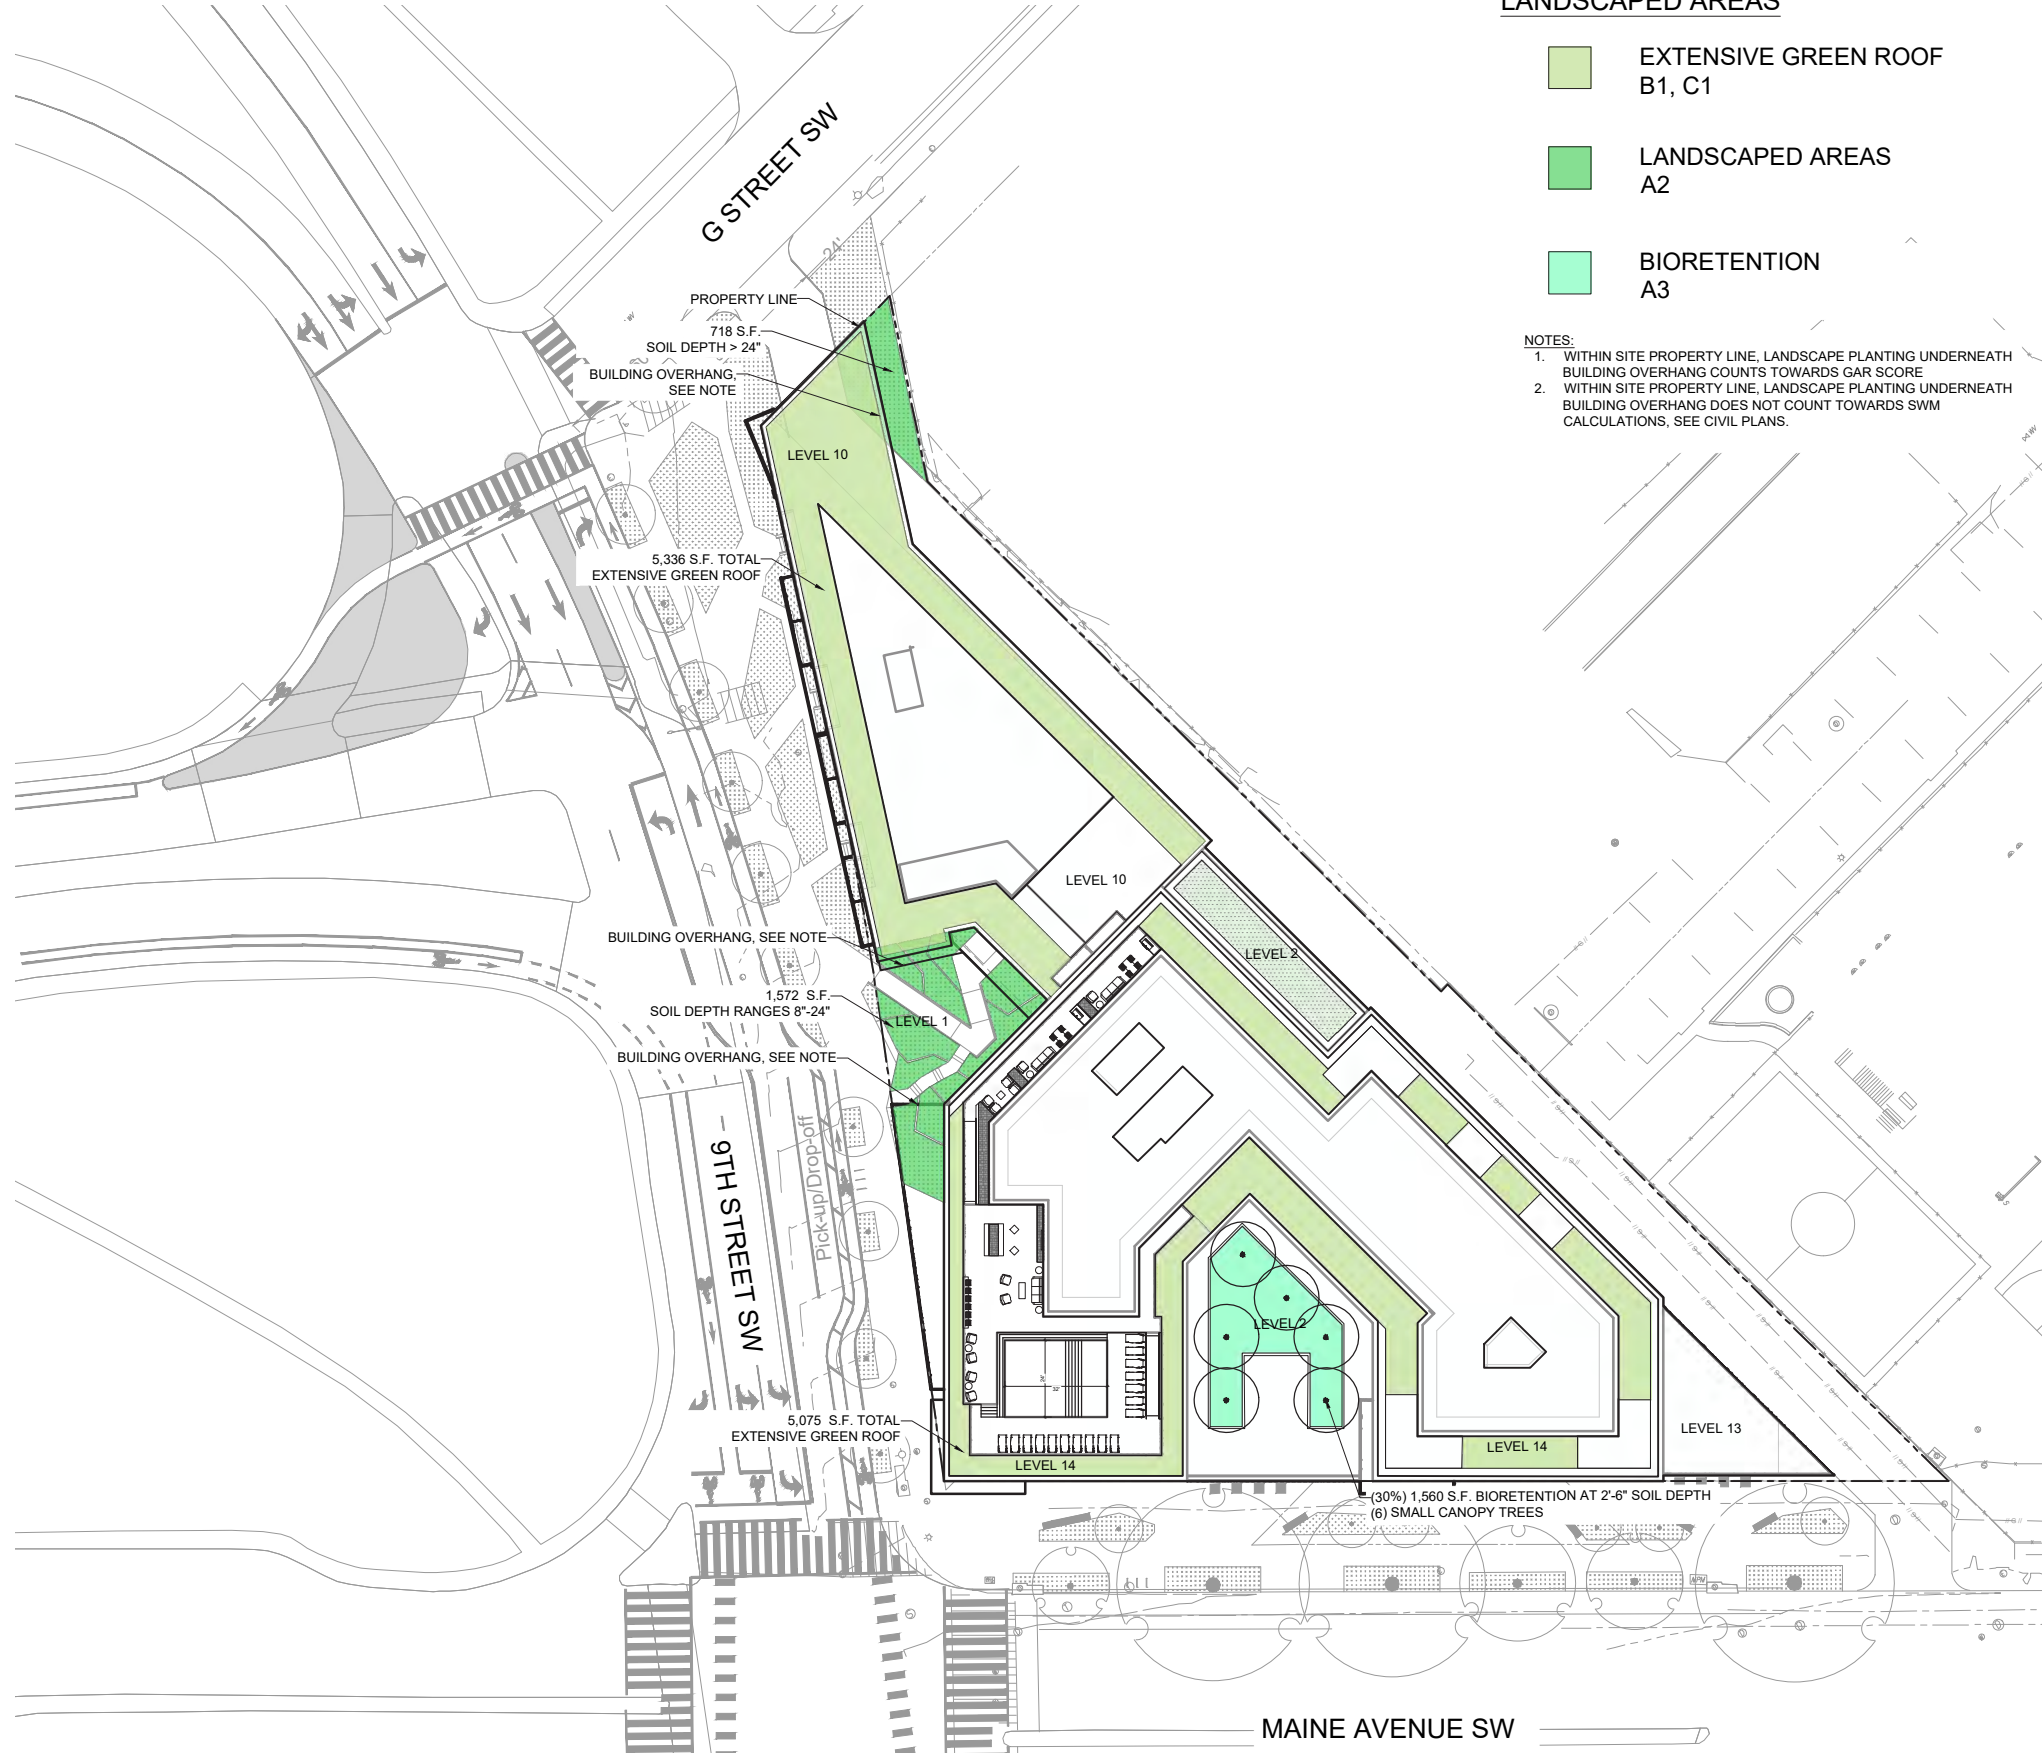 LANDSCAPED AREAS
EXTENSIVE GREEN ROOF
B1, C1
LANDSCAPED AREAS
A2
BIORETENTION
A3
NOTES:
1. WITHIN SITE PROPERTY LINE, LANDSCAPE PLANTING UNDERNEATH
BUILDING OVERHANG COUNTS TOWARDS GAR SCORE
2. WITHIN SITE PROPERTY LINE, LANDSCAPE PLANTING UNDERNEATH
BUILDING OVERHANG DOES NOT COUNT TOWARDS SWM
CALCULATIONS, SEE CIVIL PLANS.
G STREET SW
24'
PROPERTY LINE
718 S.F.
SOIL DEPTH > 24"
BUILDING OVERHANG,
SEE NOTE
LEVEL 10
5,336 S.F. TOTAL
EXTENSIVE GREEN ROOF
LEVEL 10
BUILDING OVERHANG, SEE NOTE
LEVEL 2
1,572 S.F.
SOIL DEPTH RANGES 8"-24"
LEVEL 1
BUILDING OVERHANG, SEE NOTE
9TH STREET SW
Pick-up/Drop-off
LEVEL 2
24'
32'
5,075 S.F. TOTAL
EXTENSIVE GREEN ROOF
LEVEL 14
LEVEL 14
LEVEL 13
(30%) 1,560 S.F. BIORETENTION AT 2'-6" SOIL DEPTH
(6) SMALL CANOPY TREES
MAINE AVENUE SW